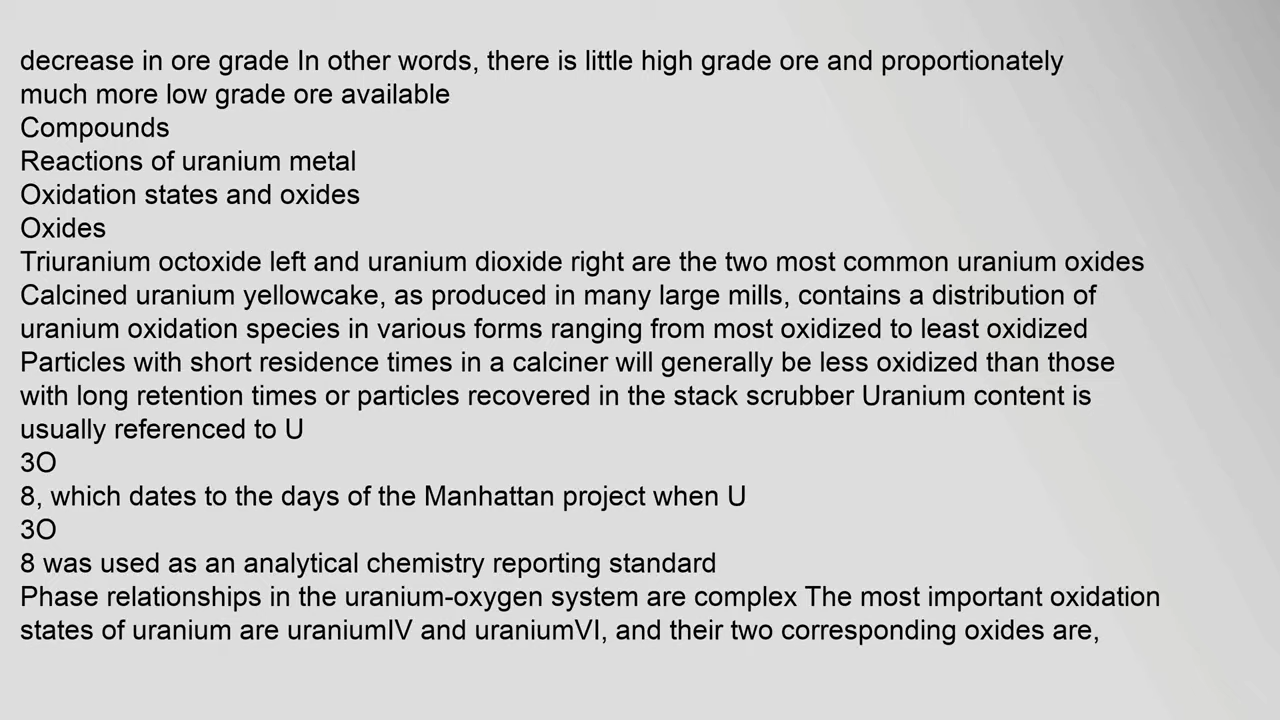 decrease in ore grade In other words, there is little high grade ore and proportionately
much more low grade ore available
Compounds
Reactions of uranium metal
Oxidation states and oxides
Oxides
Triuranium octoxide left and uranium dioxide right are the two most common uranium oxides
Calcined uranium yellowcake, as produced in many large mills, contains a distribution of
uranium oxidation species in various forms ranging from most oxidized to least oxidized
Particles with short residence times in a calciner will generally be less oxidized than those
with long retention times or particles recovered in the stack scrubber Uranium content is
usually referenced to U
3O
8, which dates to the days of the Manhattan project when U
3O
8 was used as an analytical chemistry reporting standard
Phase relationships in the uranium-oxygen system are complex The most important oxidation
states of uranium are uraniumIV and uraniumVI, and their two corresponding oxides are,